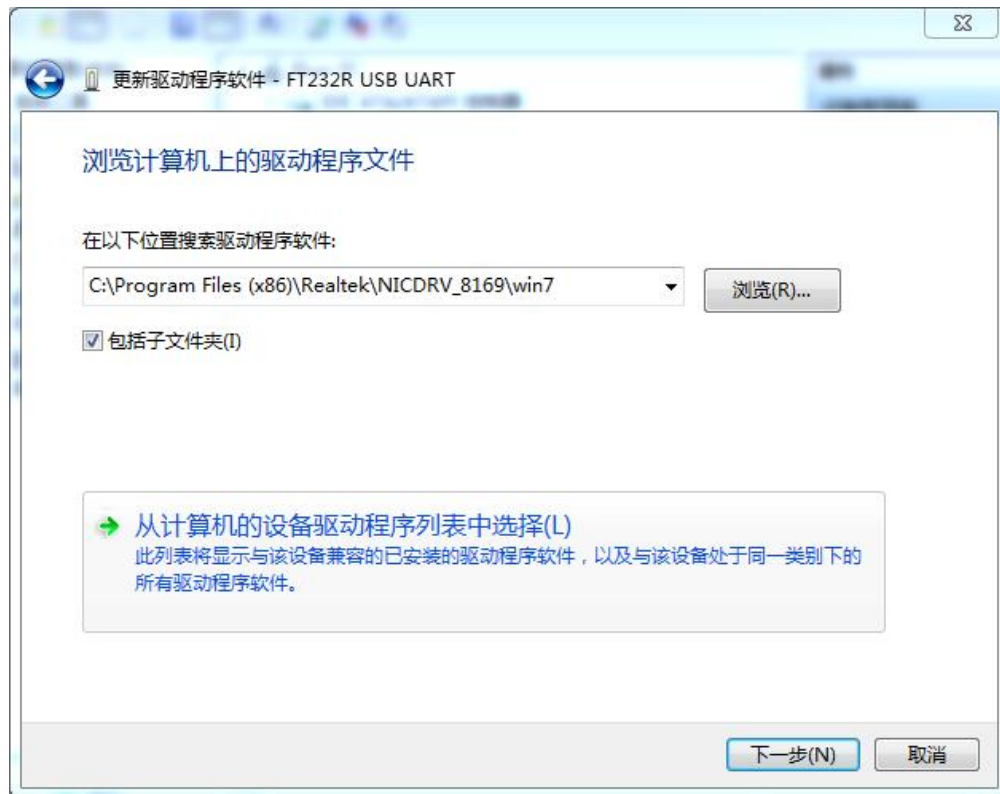 更新驱动程序软件 - FT232R USB UART
浏览计算机上的驱动程序文件
在以下位置搜索驱动程序软件:
C:\Program Files (x86)\Realtek\NICDRV_8169\win7
浏览(R)...
包括子文件夹(I)
从计算机的设备驱动程序列表中选择(L)
此列表将显示与该设备兼容的已安装的驱动程序软件，以及与该设备处于同一类别下的
所有驱动程序软件。
下一步(N)
取消